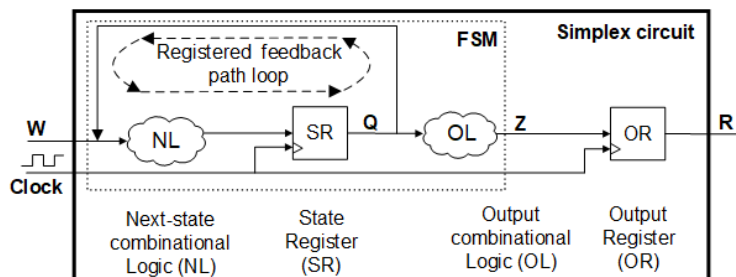 Registered feedback
path loop
FSM
Simplex circuit
W
NL
SR
Q
OL
Z
OR
R
Clock
Next-state
combinational
Logic (NL)
State
Register
(SR)
Output
combinational
Logic (OL)
Output
Register
(OR)